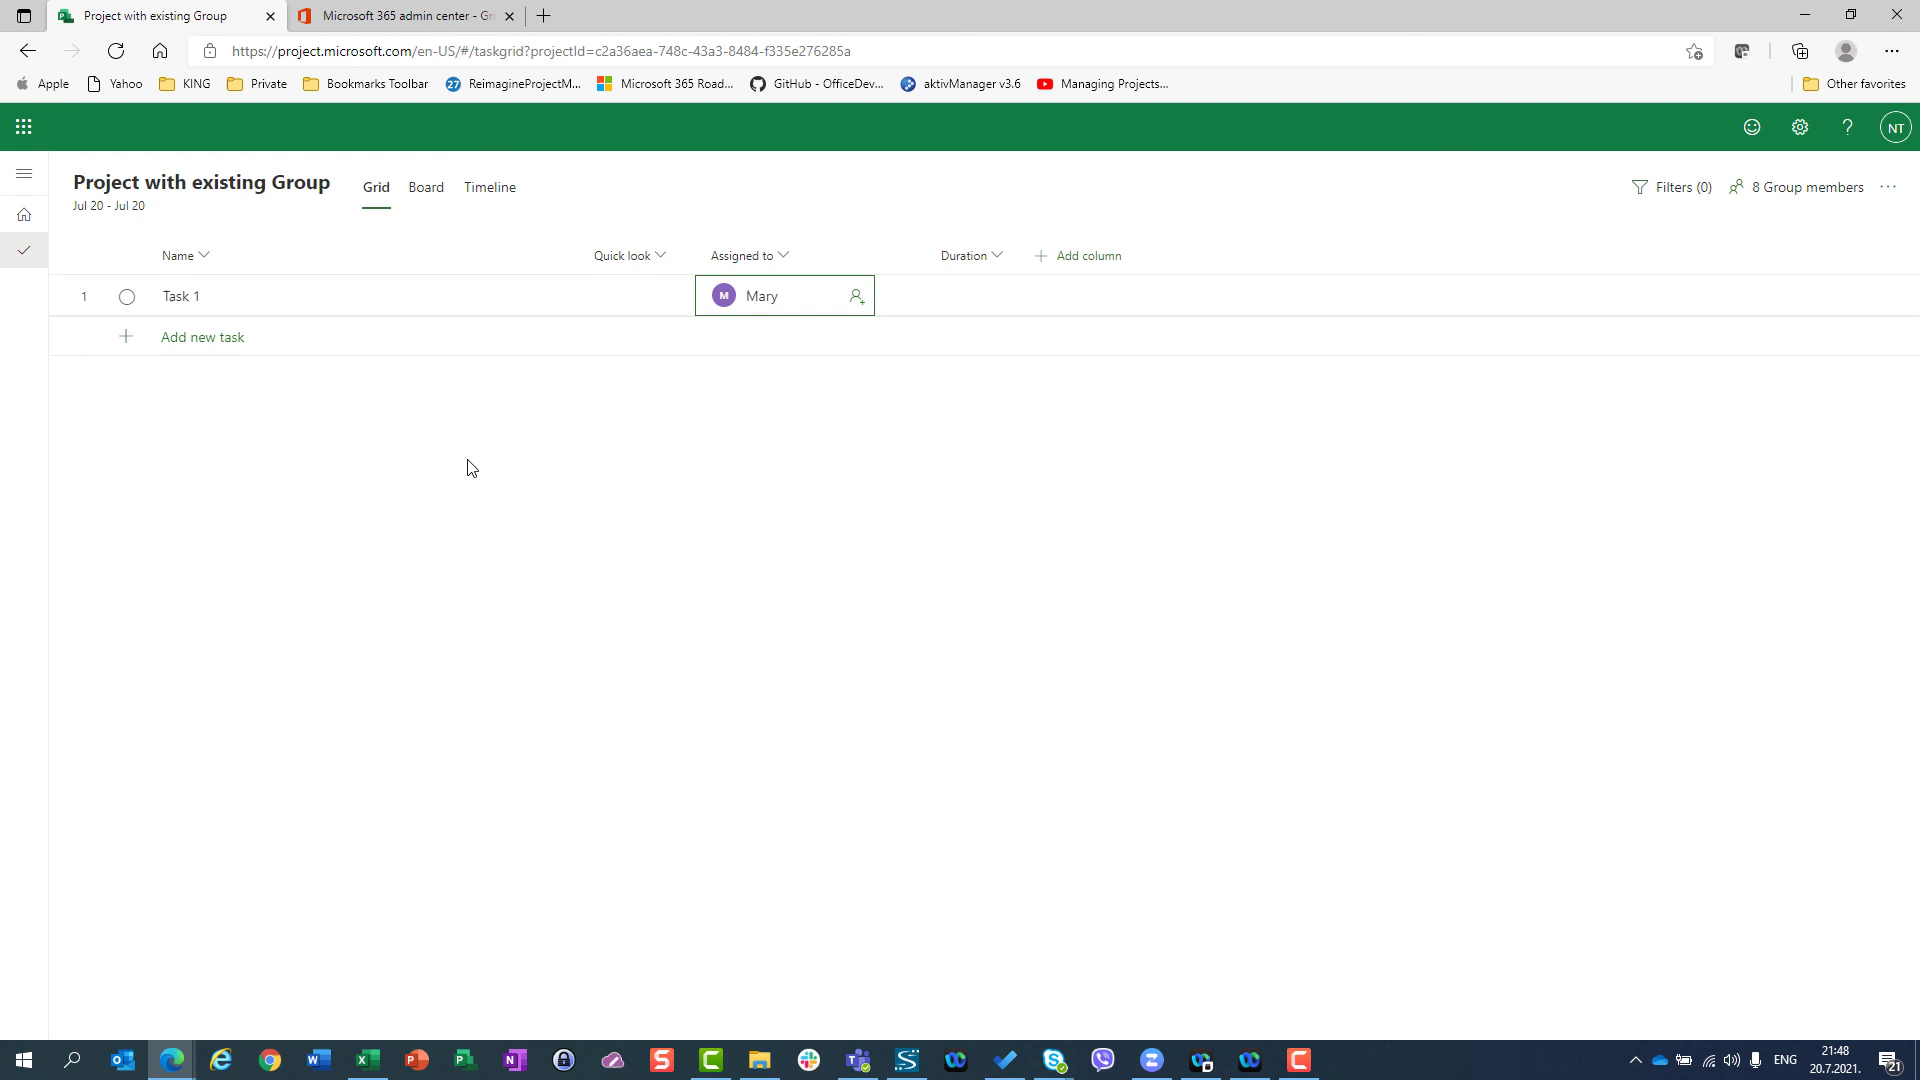 Project with existing Group
Microsoft 365 admin center - Gr
https://project.microsoft.com/en-US/#/taskgrid?projectId=c2a36aea-748c-43a3-8484-f335e276285a
Apple Yahoo KING Private Bookmarks Toolbar 27 ReimagineProjectM... Microsoft 365 Road... GitHub - OfficeDev... aktivManager v3.6 Managing Projects... Other favorites
? NT
Project with existing Group Grid Board Timeline Filters (0) 8 Group members ...
Jul 20 - Jul 20
Name Quick look Assigned to Duration Add column
1 Task 1 M Mary
Add new task
ENG 21:48
20.7.2021. 21